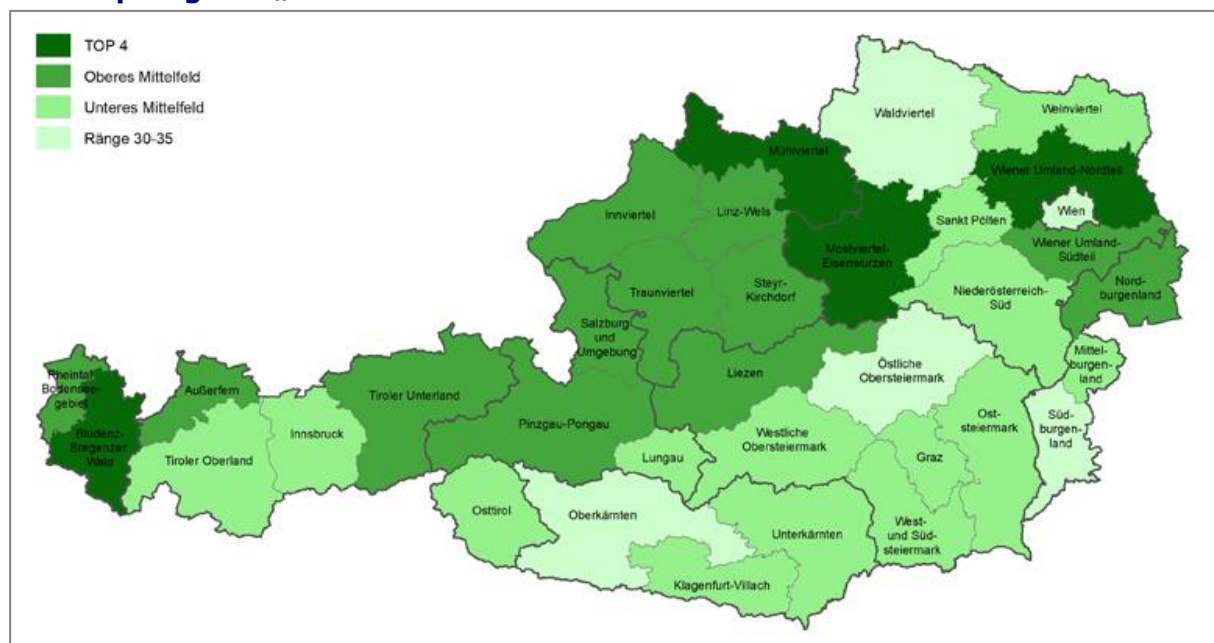 TOP 4
Oberes Mittelfeld
Unteres Mittelfeld
Ränge 30-35
Waldviertel
Weinviertel
Mühlviertel
Wiener Umland-Nordteil
Innviertel
Linz-Wels
Sankt Pölten
Wien
Mostviertel-
Eisenwurzen
Wiener Umland-
Südteil
Nord-
burgenland
Traunviertel
Steyr-
Kirchdorf
Niederösterreich-
Süd
Salzburg
und
Umgebung
Mittel-
burgen-
land
Rheintal-
Bodensee-
gebiet
Außerfern
Tiroler Unterland
Liezen
Östliche
Obersteiermark
Bludenz-
Bregenzer
Wald
Innsbruck
Pinzgau-Pongau
Ost-
steiermark
Süd-
burgen-
land
Tiroler Oberland
Lungau
Westliche
Obersteiermark
Graz
Osttirol
Oberkärnten
Unterkärnten
West-
und Süd-
steiermark
Klagenfurt-Villach